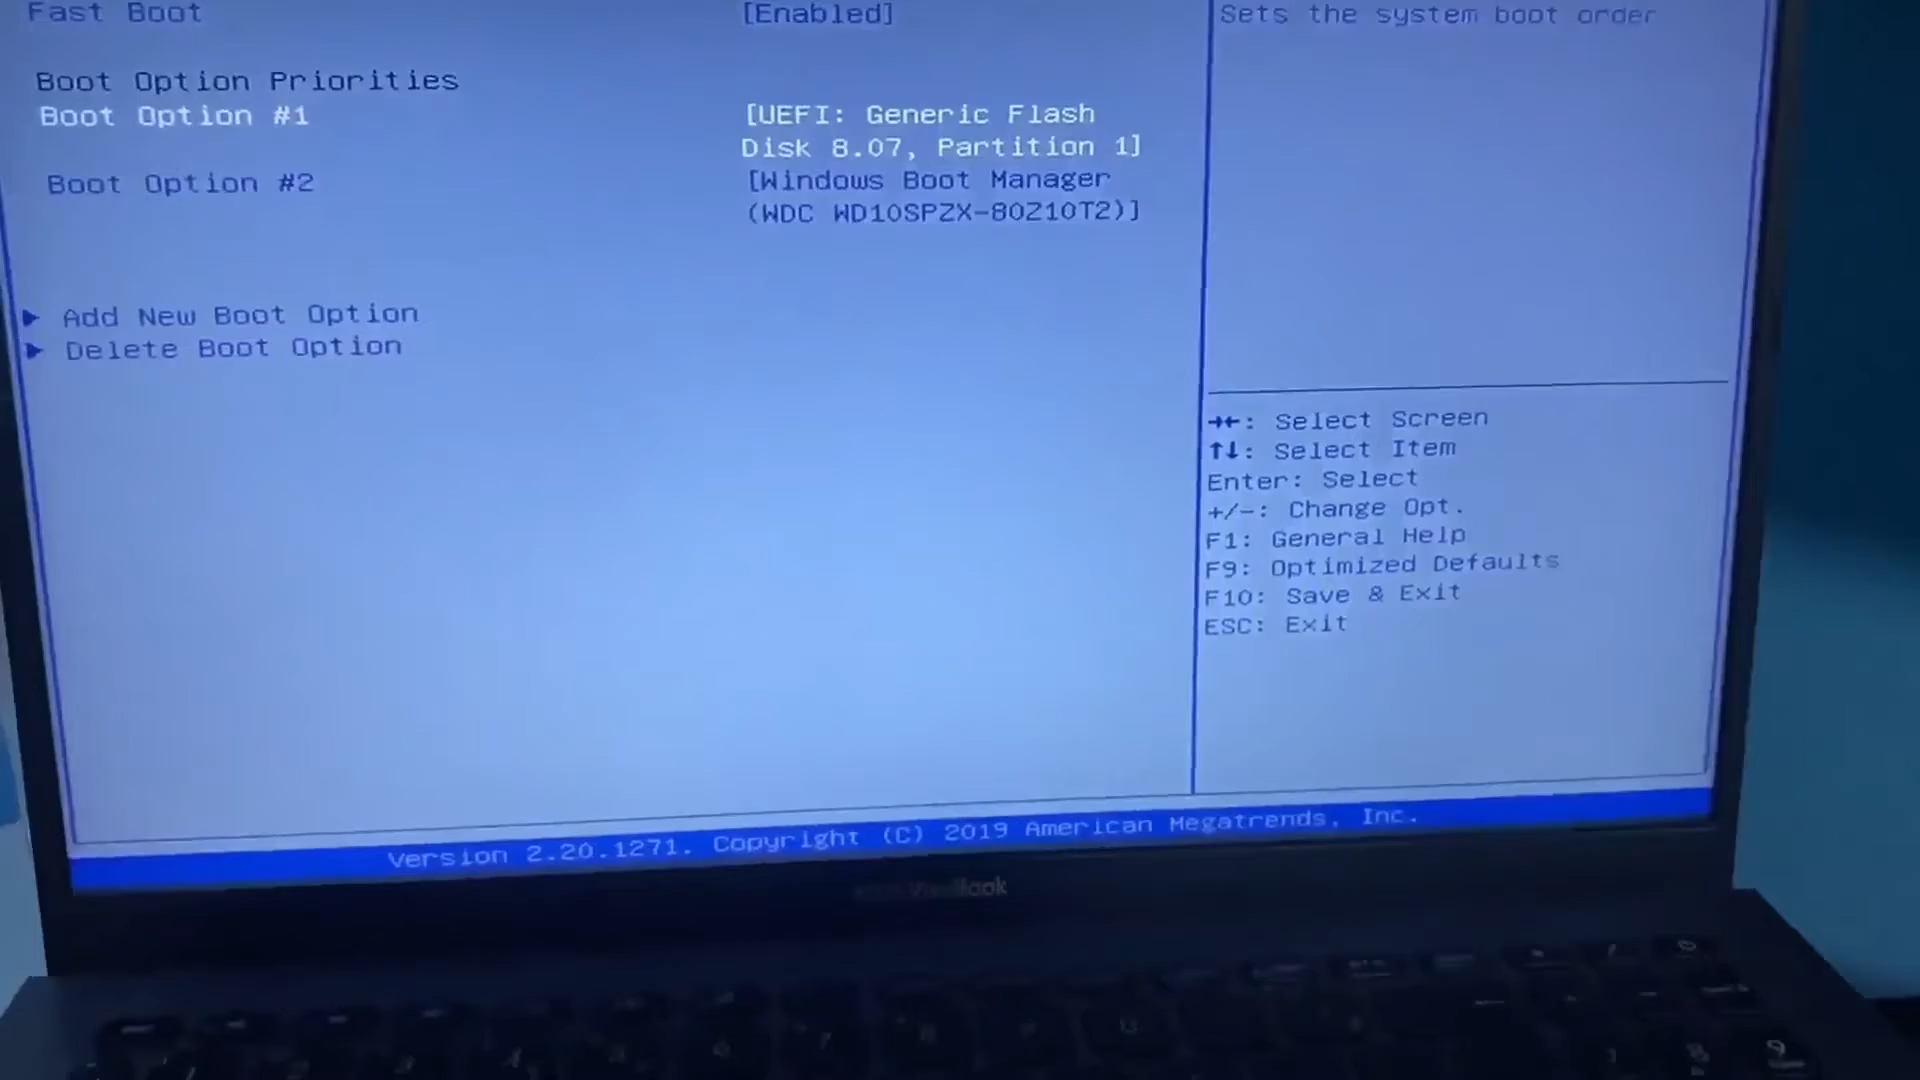 Fast Boot [Enabled]
Boot Option Priorities
Boot Option #1 [UEFI: Generic Flash
Disk 8.07, Partition 1]
Boot Option #2 [Windows Boot Manager
(WDC WD10SPZX-80Z10T2)]
Add New Boot Option
Delete Boot Option
Sets the system boot order
→←: Select Screen
↑↓: Select Item
Enter: Select
+/-: Change Opt.
F1: General Help
F9: Optimized Defaults
F10: Save & Exit
ESC: Exit
Version 2.20.1271. Copyright (C) 2019 American Megatrends, Inc.
VivoBook